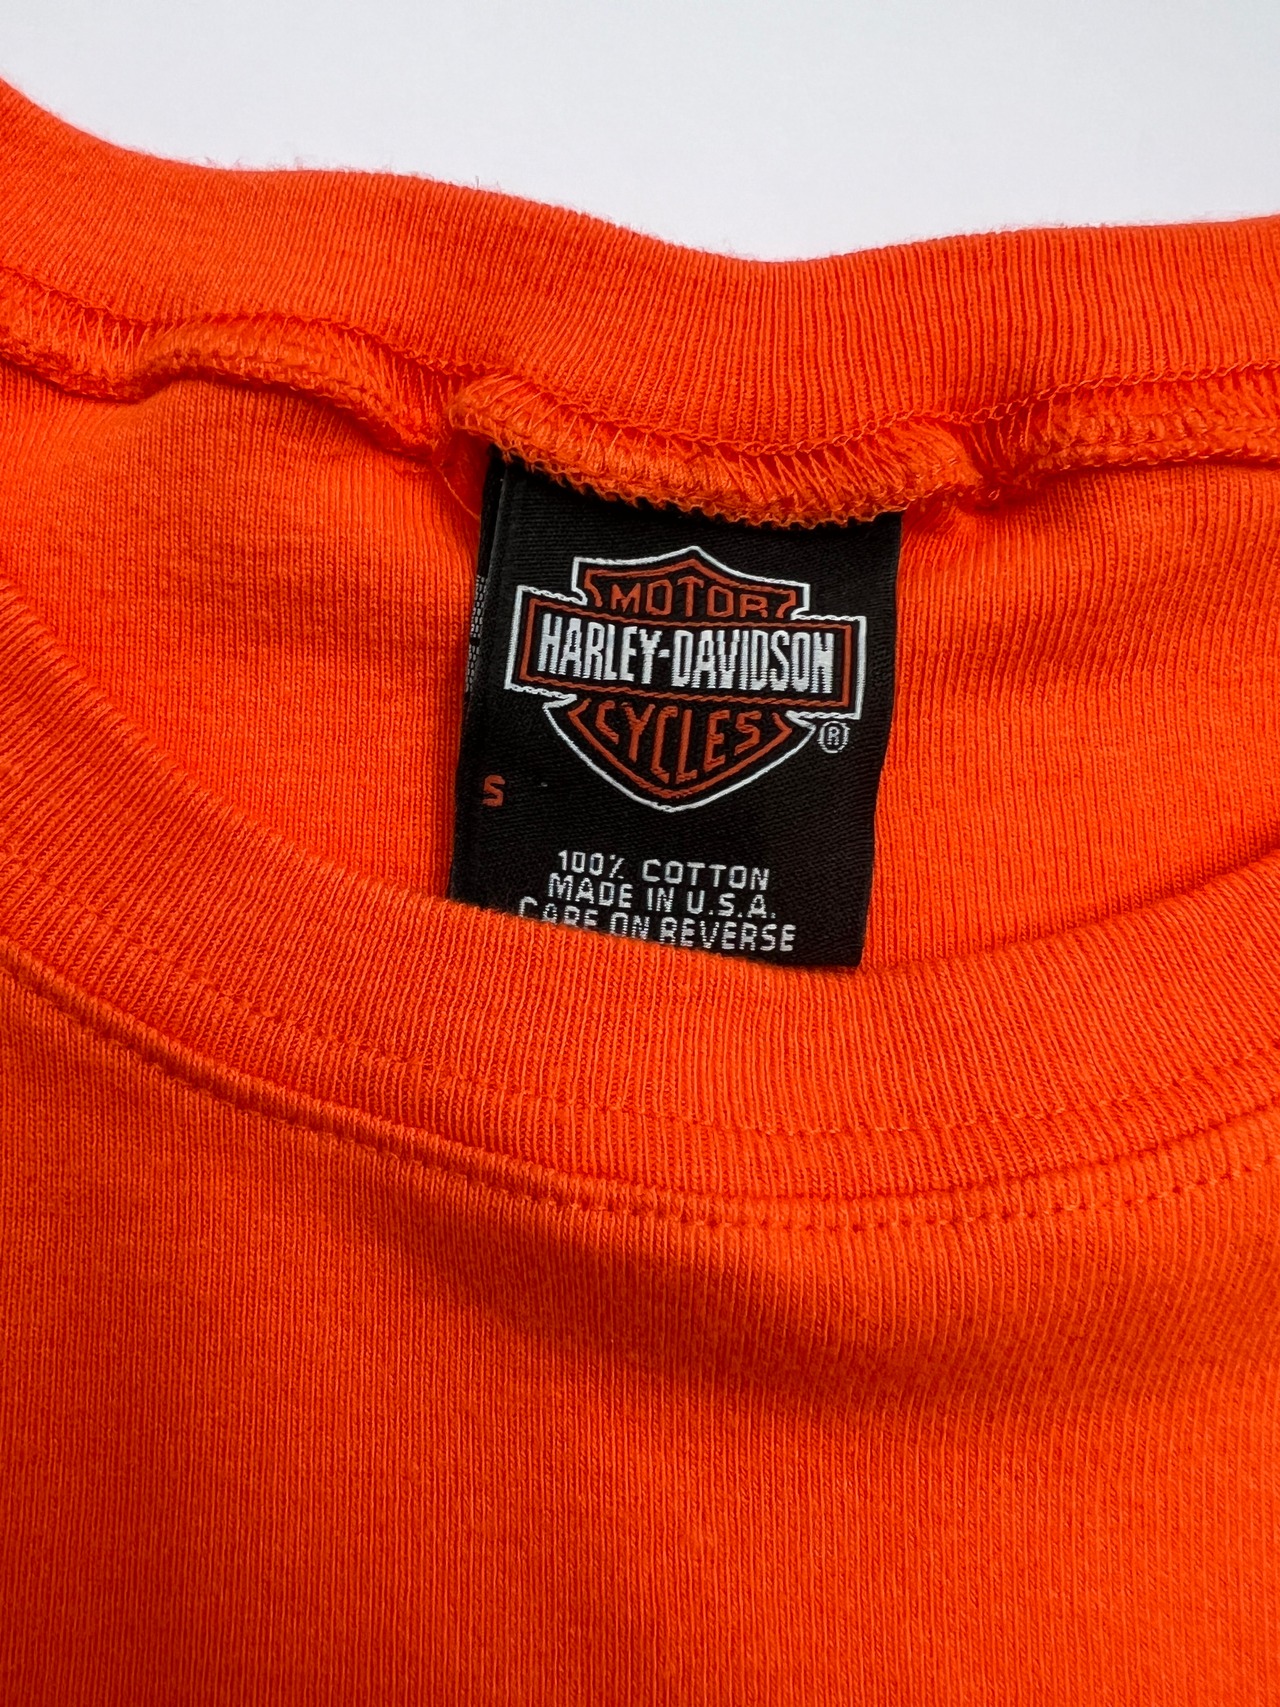 MOTOR
HARLEY-DAVIDSON
CYCLES
®
S
100% COTTON
MADE IN U.S.A.
CARE ON REVERSE